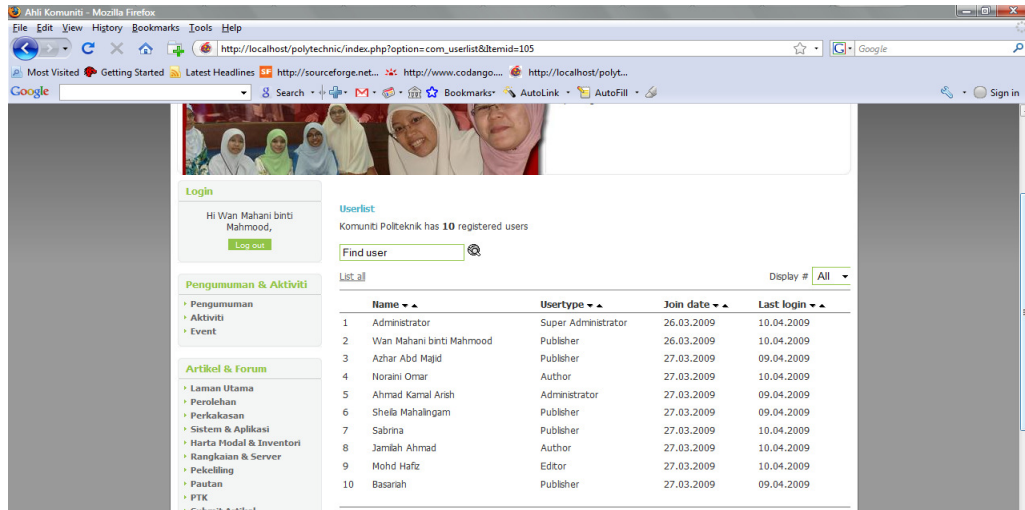 Ahli Komuniti - Mozilla Firefox
File Edit View History Bookmarks Tools Help
http://localhost/polytechnic/index.php?option=com_userlist&Itemid=105
G Google
Most Visited Getting Started Latest Headlines SF http://sourceforge.net... http://www.codango.... http://localhost/polyt...
Google Search Bookmarks AutoLink AutoFill Sign in
Login
Hi Wan Mahani binti
Mahmood,
Log out
Pengumuman & Aktiviti
Pengumuman
Aktiviti
Event
Artikel & Forum
Laman Utama
Perolehan
Perkakasan
Sistem & Aplikasi
Harta Modal & Inventori
Rangkaian & Server
Pekeliling
Pautan
PTK
Userlist
Komuniti Politeknik has 10 registered users
Find user
List all
Display # All
Name Usertype Join date Last login
1 Administrator Super Administrator 26.03.2009 10.04.2009
2 Wan Mahani binti Mahmood Publisher 26.03.2009 10.04.2009
3 Azhar Abd Majid Publisher 27.03.2009 09.04.2009
4 Noraini Omar Author 27.03.2009 10.04.2009
5 Ahmad Kamal Arish Administrator 27.03.2009 09.04.2009
6 Sheila Mahalingam Publisher 27.03.2009 09.04.2009
7 Sabrina Publisher 27.03.2009 10.04.2009
8 Jamilah Ahmad Author 27.03.2009 10.04.2009
9 Mohd Hafiz Editor 27.03.2009 10.04.2009
10 Basariah Publisher 27.03.2009 09.04.2009